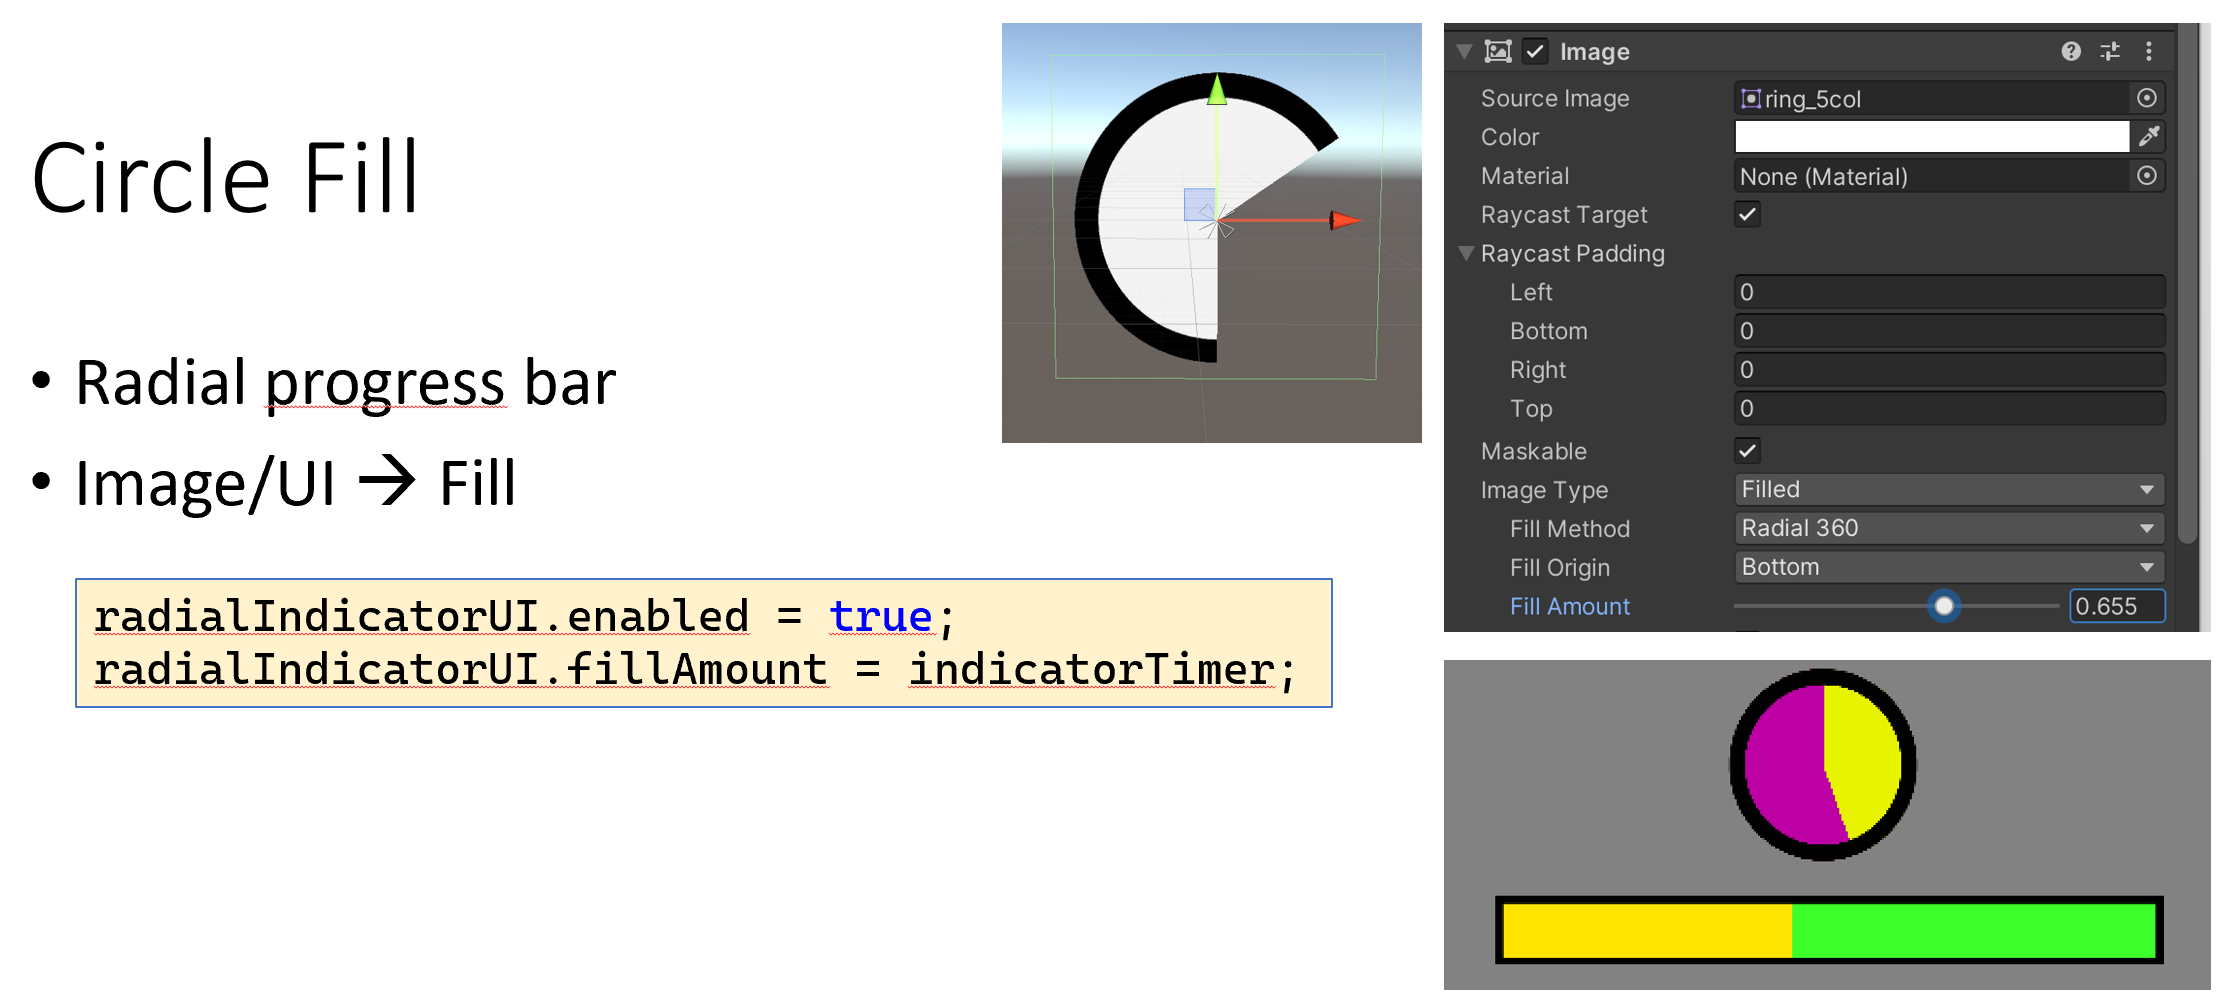 Circle Fill
• Radial progress bar
• Image/UI → Fill
radialIndicatorUI.enabled = true;
radialIndicatorUI.fillAmount = indicatorTimer;
Image
Source Image ring_5col
Color
Material None (Material)
Raycast Target
Raycast Padding
Left 0
Bottom 0
Right 0
Top 0
Maskable
Image Type Filled
Fill Method Radial 360
Fill Origin Bottom
Fill Amount 0.655